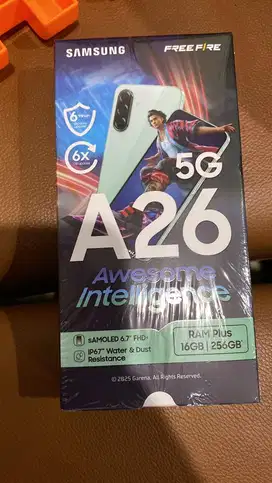 SAMSUNG
FREE FIRE
6
6X
5G
A26
Awesome
Intelligence
sAMOLED 6.7" FHD+
IP67* Water & Dust
Resistance
RAM Plus
16GB | 256GB*
© 2025 Garena, All Rights Reserved.